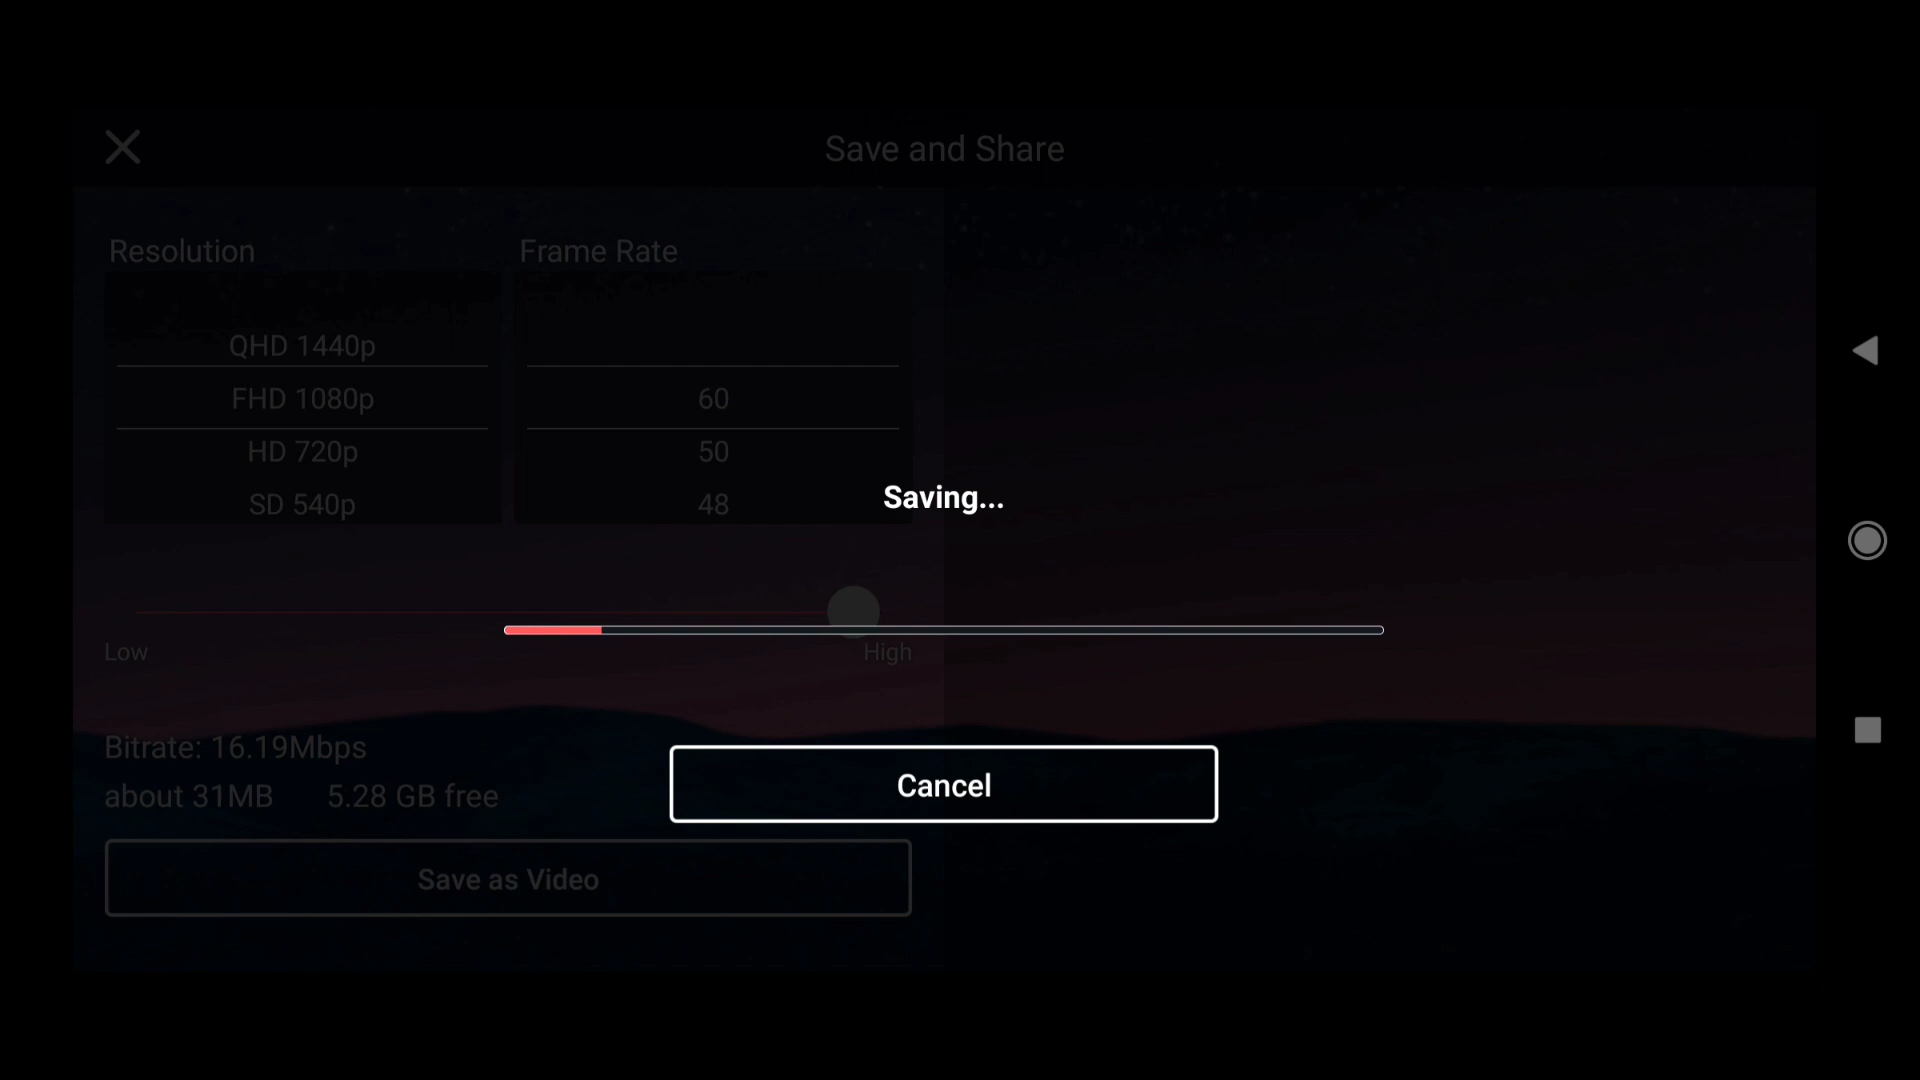 Save and Share
Resolution
Frame Rate
QHD 1440p
FHD 1080p
60
HD 720p
50
SD 540p
48
Saving...
Low
High
Bitrate: 16.19Mbps
about 31MB 5.28 GB free
Cancel
Save as Video